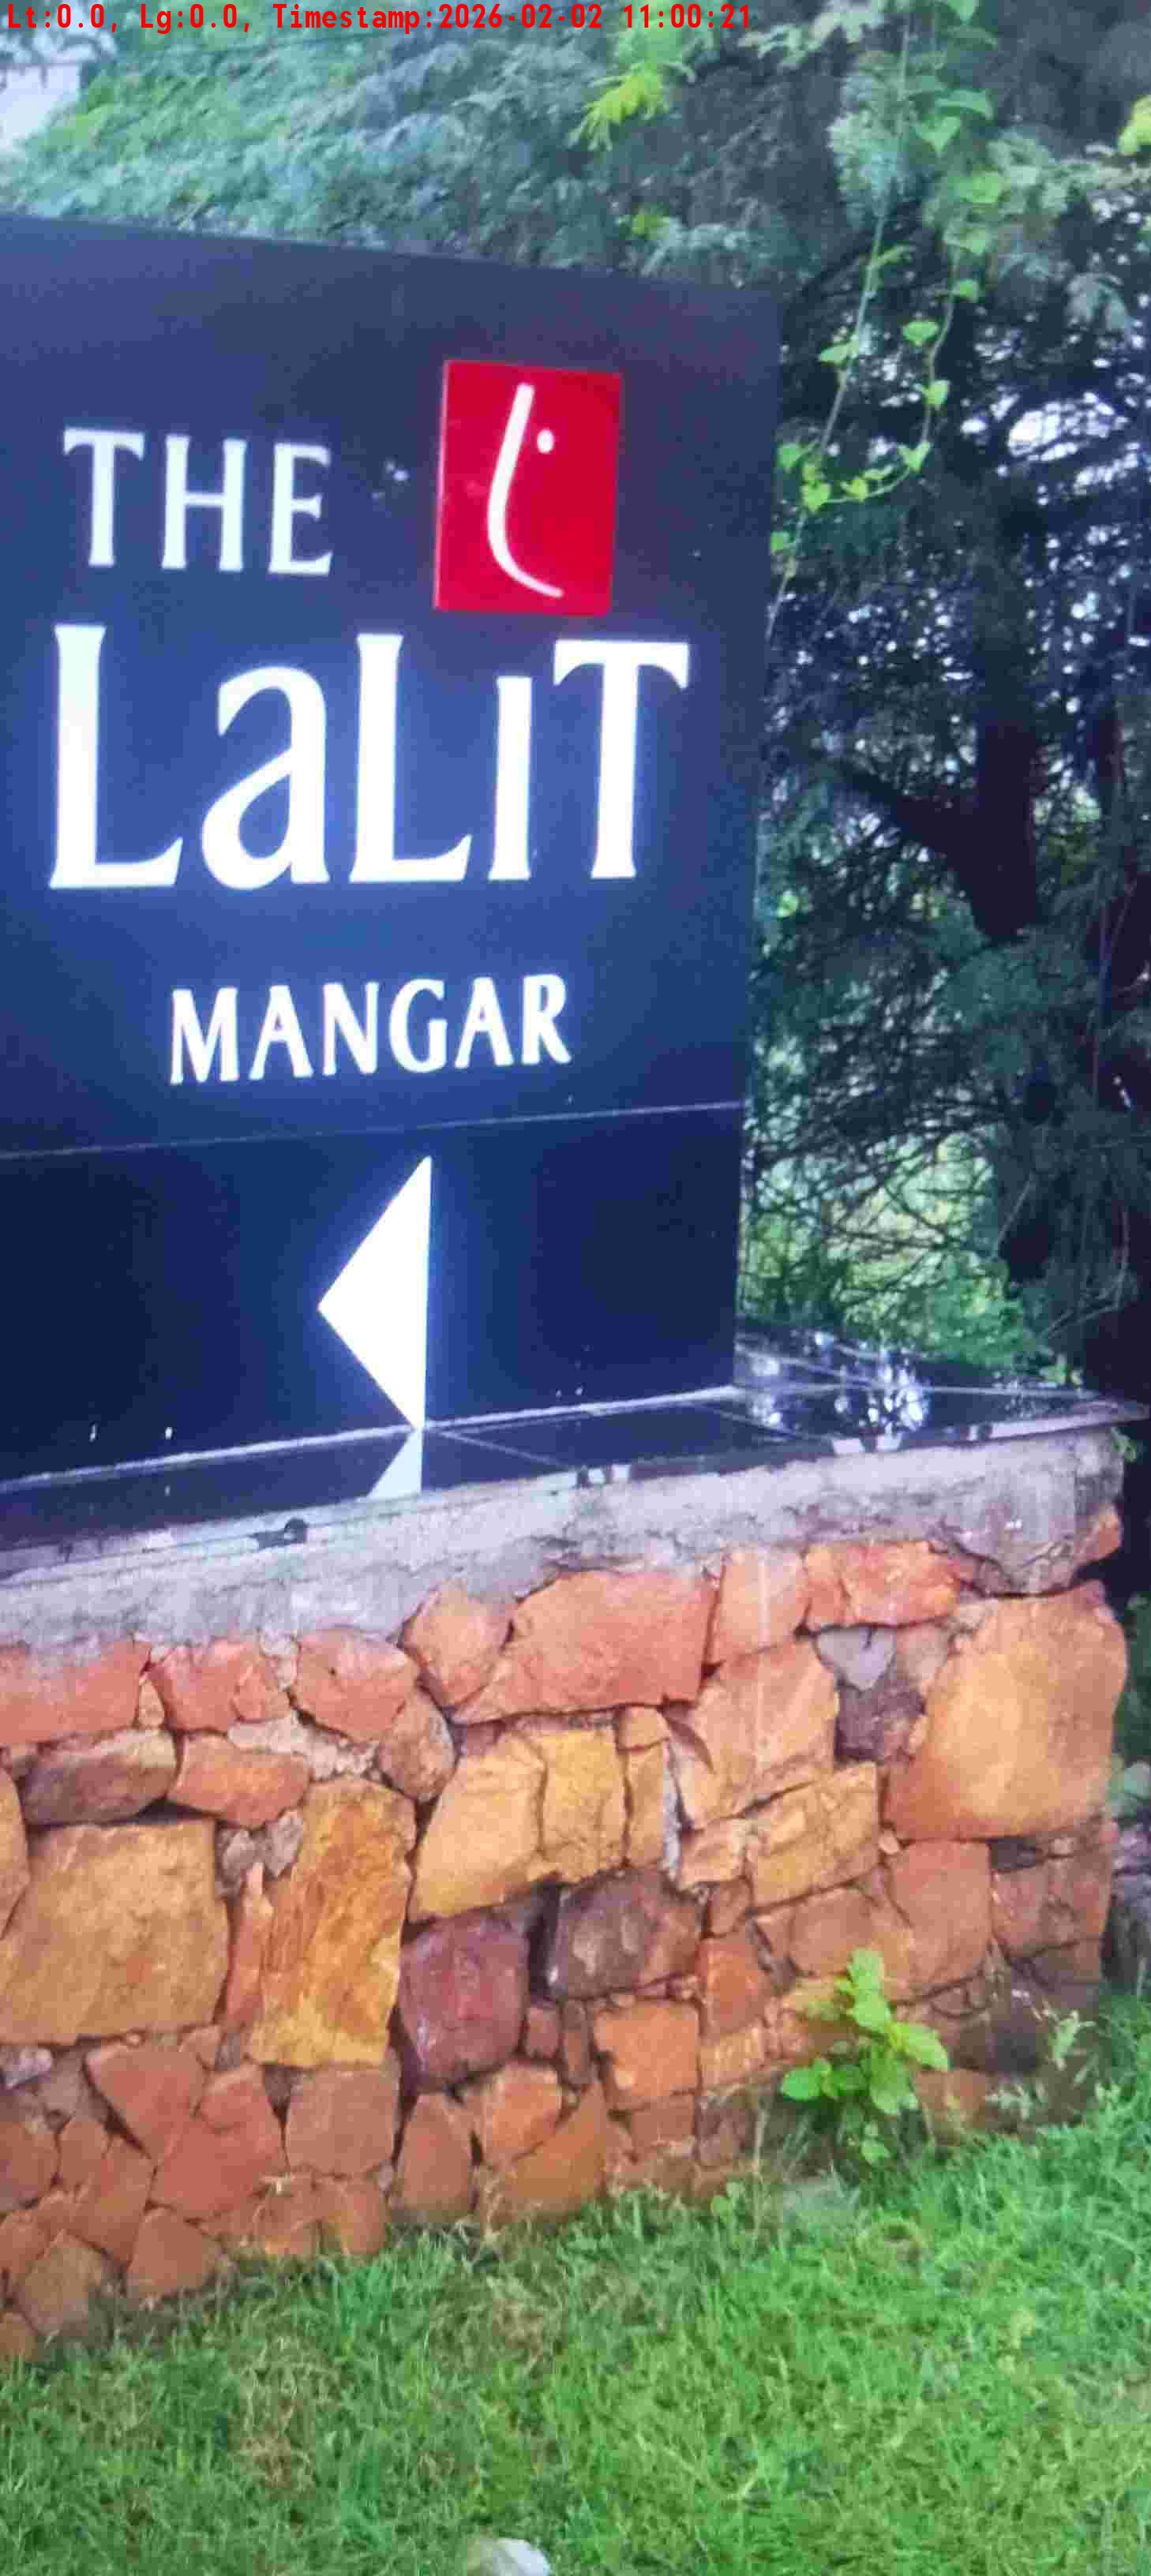 Lt:0.0, Lg:0.0, Timestamp:2026-02-02 11:00:21
THE
LaLiT
MANGAR